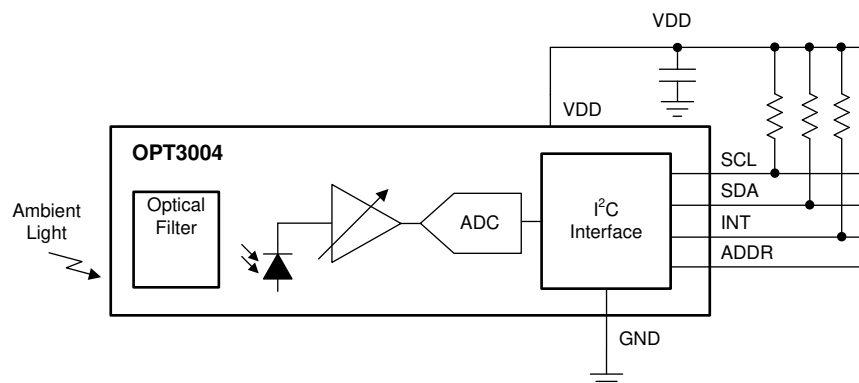 VDD
VDD
OPT3004
Ambient
Light
Optical
Filter
ADC
I²C
Interface
SCL
SDA
INT
ADDR
GND